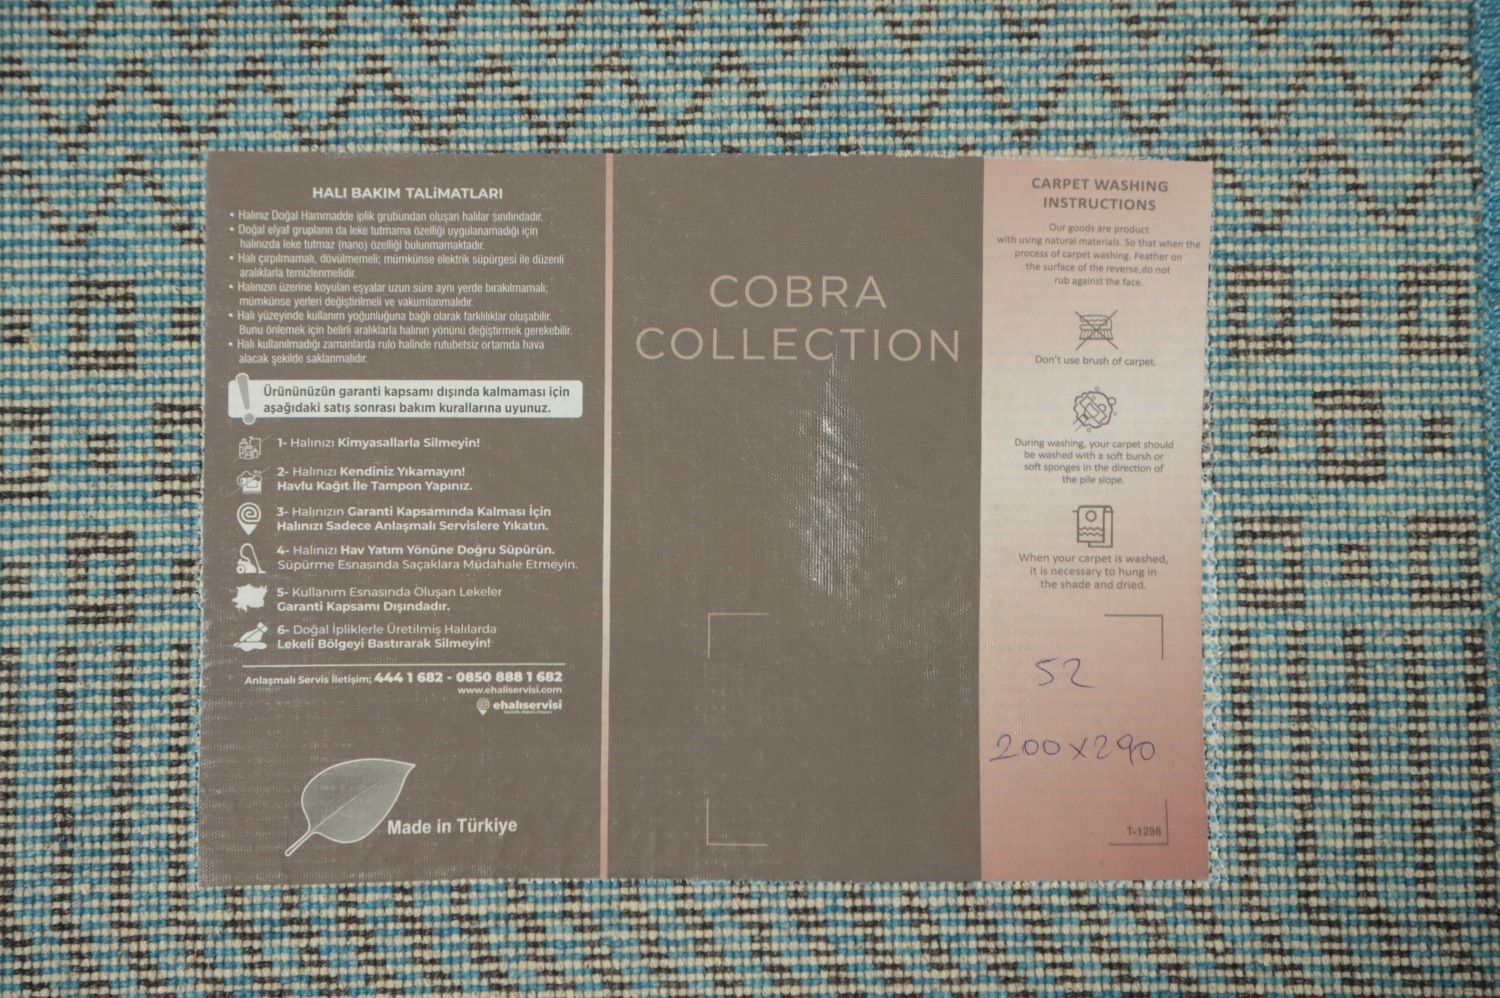 HALI BAKIM TALİMATLARI
• Halınız Doğal Hammadde iplik grubundan oluşan halılar sınıfındadır.
• Doğal elyaf grupların da leke tutmama özelliği uygulanamadığı için
halınızda leke tutmaz (nano) özelliği bulunmamaktadır.
• Halı çırpılmamalı, dövülmemeli; mümkünse elektrik süpürgesi ile düzenli
aralıklarla temizlenmelidir.
• Halınızın üzerine koyulan eşyalar uzun süre aynı yerde bırakılmamalı;
mümkünse yerleri değiştirilmeli ve vakumlanmalıdır.
• Halı yüzeyinde kullanım yoğunluğuna bağlı olarak farklılıklar oluşabilir.
Bunu önlemek için belirli aralıklarla halının yönünü değiştirmek gerekebilir.
• Halı kullanılmadığı zamanlarda rulo halinde rutubetsiz ortamda hava
alacak şekilde saklanmalıdır.
Ürününüzün garanti kapsamı dışında kalmaması için
aşağıdaki satış sonrası bakım kurallarına uyunuz.
1- Halınızı Kimyasallarla Silmeyin!
2- Halınızı Kendiniz Yıkamayın!
Havlu Kağıt İle Tampon Yapınız.
3- Halınızın Garanti Kapsamında Kalması İçin
Halınızı Sadece Anlaşmalı Servislere Yıkatın.
4- Halınızı Hav Yatım Yönüne Doğru Süpürün.
Süpürme Esnasında Saçaklara Müdahale Etmeyin.
5- Kullanım Esnasında Oluşan Lekeler
Garanti Kapsamı Dışındadır.
6- Doğal İpliklerle Üretilmiş Halılarda
Lekeli Bölgeyi Bastırarak Silmeyin!
Anlaşmalı Servis İletişim; 444 1 682 - 0850 888 1 682
www.ehaliservisi.com
ehalıservisi
Made in Türkiye
COBRA
COLLECTION
CARPET WASHING
INSTRUCTIONS
Our goods are product
with using natural materials. So that when the
process of carpet washing. Feather on
the surface of the reverse,do not
rub against the face.
Don't use brush of carpet.
During washing, your carpet should
be washed with a soft bursh or
soft sponges in the direction of
the pile slope.
When your carpet is washed,
it is necessary to hung in
the shade and dried.
52
200x290
T-1298